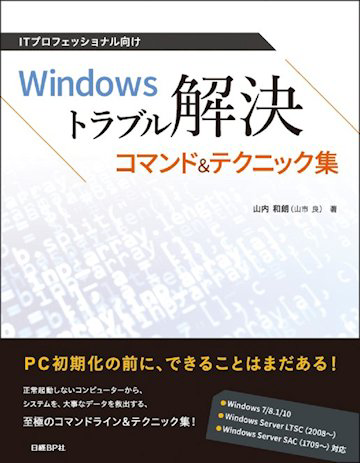 ITプロフェッショナル向け
Windows
トラブル解決
コマンド&テクニック集
山内 和朗(山市 良) 著
PC初期化の前に、できることはまだある!
正常起動しないコンピューターから、
システムを、大事なデータを救出する、
至極のコマンドライン&テクニック集!
●Windows 7/8.1/10
●Windows Server LTSC (2008~)
●Windows Server SAC (1709~) 対応
日経BP社